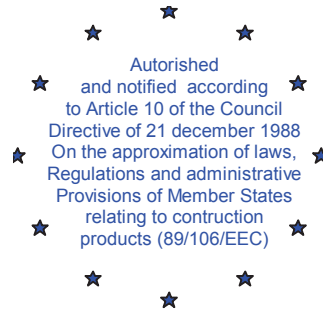 Autorished
and notified according
to Article 10 of the Council
Directive of 21 december 1988
On the approximation of laws,
Regulations and administrative
Provisions of Member States
relating to contruction
products (89/106/EEC)